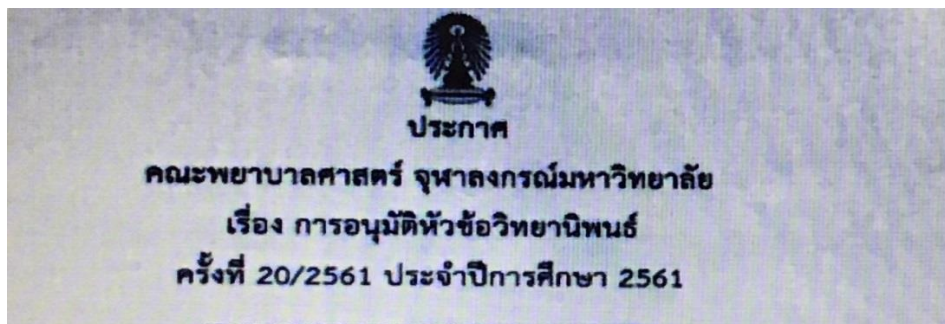 ประกาศ
คณะพยาบาลศาสตร์ จุฬาลงกรณ์มหาวิทยาลัย
เรื่อง การอนุมัติหัวข้อวิทยานิพนธ์
ครั้งที่ 20/2561 ประจำปีการศึกษา 2561